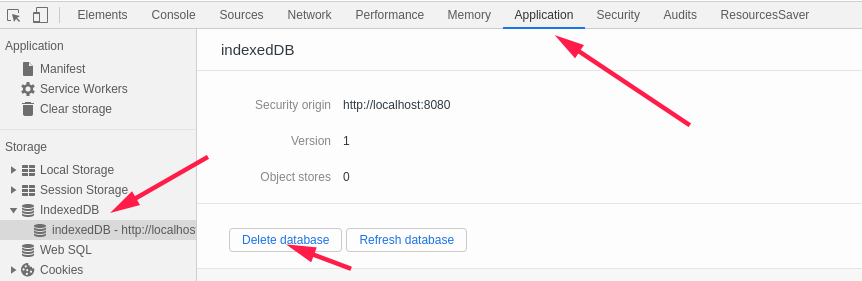 Elements Console Sources Network Performance Memory Application Security Audits ResourcesSaver
Application
Manifest
Service Workers
Clear storage
Storage
Local Storage
Session Storage
IndexedDB
indexedDB - http://localhos
Web SQL
Cookies
indexedDB
Security origin http://localhost:8080
Version 1
Object stores 0
Delete database Refresh database